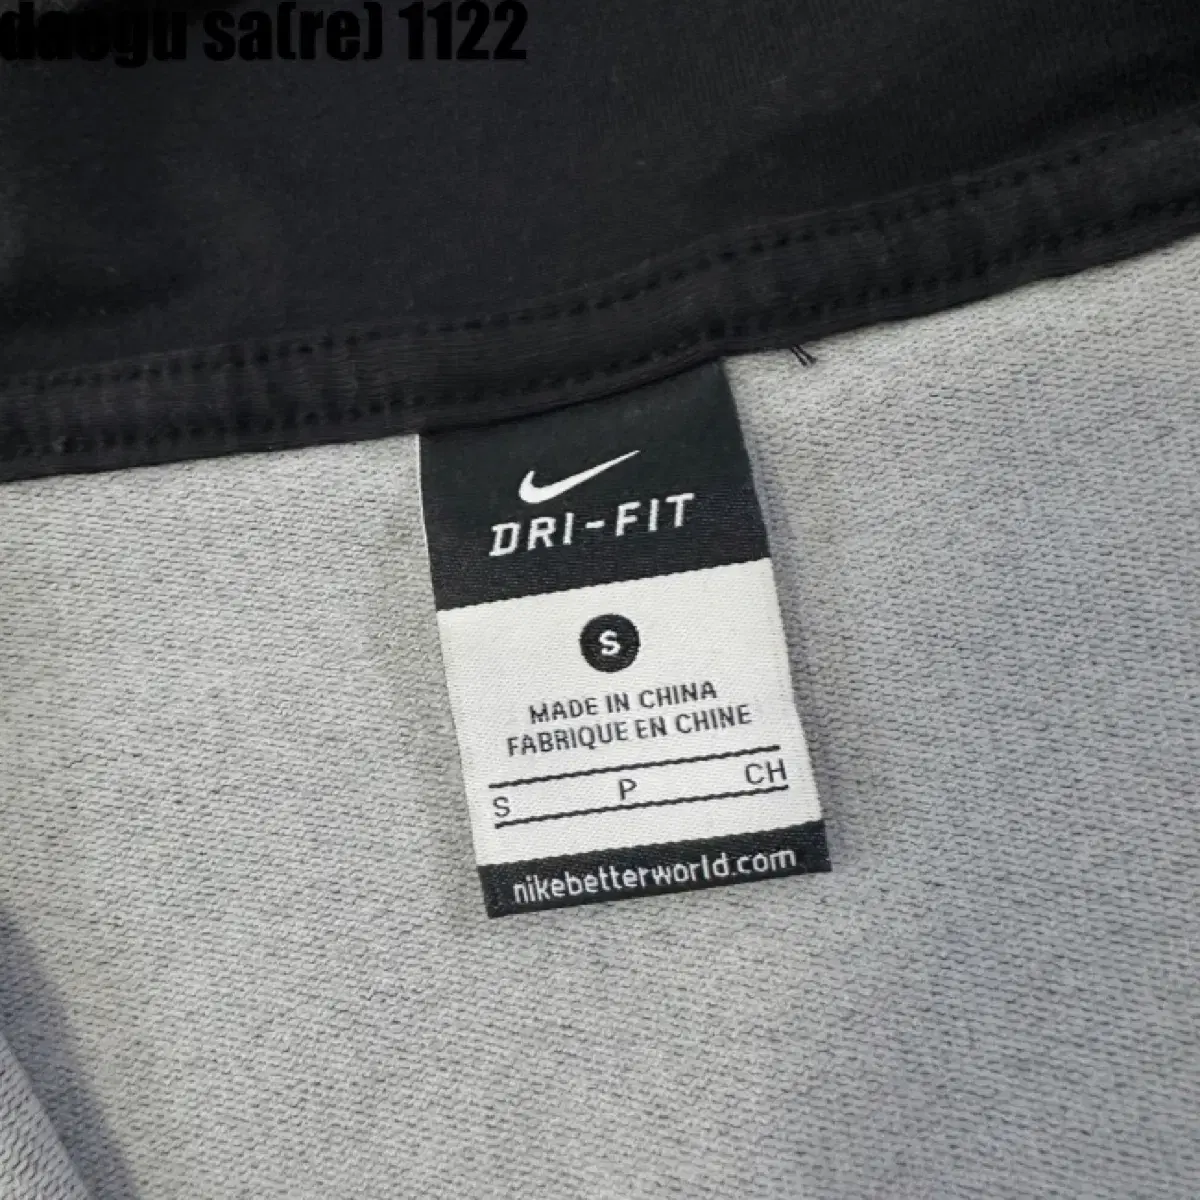 daegu sa(re) 1122
DRI-FIT
S
MADE IN CHINA
FABRIQUE EN CHINE
S P CH
nikebetterworld.com